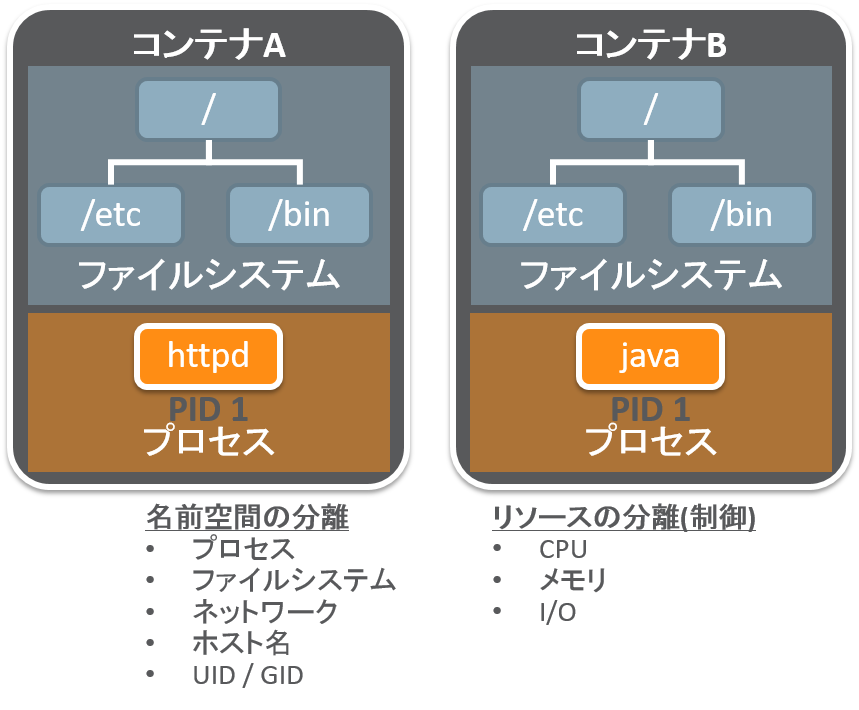 コンテナA
/
/etc
/bin
ファイルシステム
httpd
PID 1
プロセス
コンテナB
/
/etc
/bin
ファイルシステム
java
PID 1
プロセス
名前空間の分離
• プロセス
• ファイルシステム
• ネットワーク
• ホスト名
• UID / GID
リソースの分離(制御)
• CPU
• メモリ
• I/O